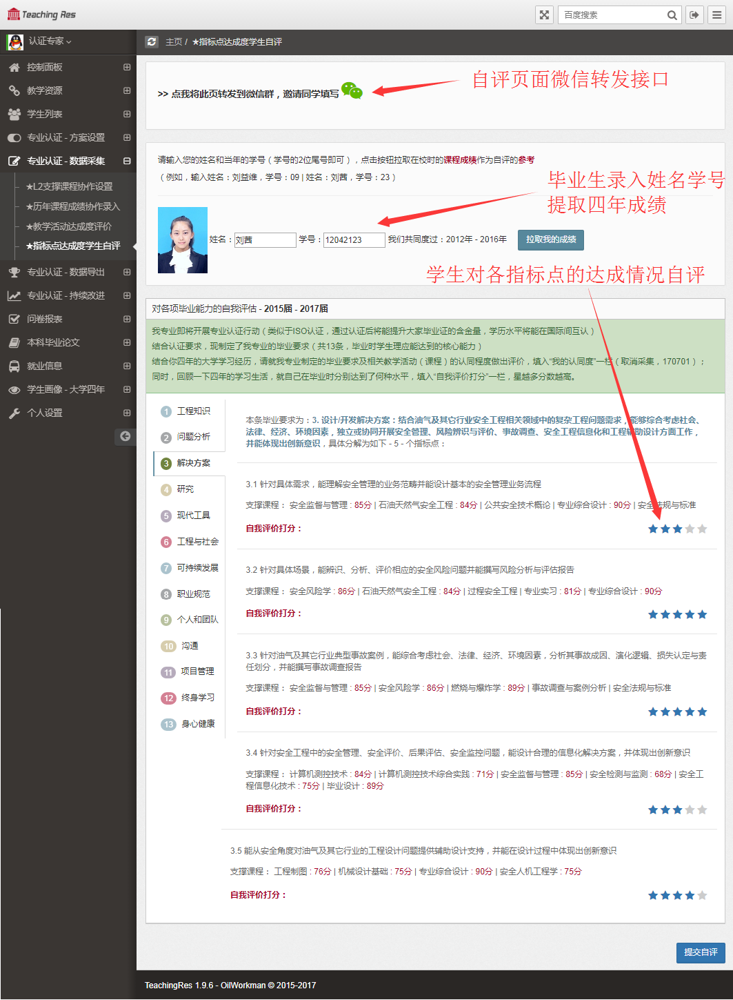 Teaching Res
百度搜索
认证专家
主页 / ★指标点达成度学生自评
控制面板
教学资源
学生列表
专业认证 - 方案设置
专业认证 - 数据采集
★L2支撑课程协作设置
★历年课程成绩协作录入
★教学活动达成度评价
★指标点达成度学生自评
专业认证 - 数据导出
专业认证 - 持续改进
问卷报表
本科毕业论文
就业信息
学生画像 - 大学四年
个人设置
>> 点我将此页转发到微信群，邀请同学填写
自评页面微信转发接口
请输入您的姓名和当年的学号（学号的2位尾号即可），点击按钮拉取在校时的课程成绩作为自评的参考
（例如，输入姓名：刘益维，学号：09 | 姓名：刘茜，学号：23 ）
毕业生录入姓名学号
提取四年成绩
姓名：刘茜 学号：12042123 我们共同度过：2012年 - 2016年 拉取我的成绩
学生对各指标点的达成情况自评
对各项毕业能力的自我评估 - 2015届 - 2017届
我专业即将开展专业认证行动（类似于ISO认证，通过认证后将能提升大家毕业证的含金量，学历水平将能在国际间互认）
结合认证要求，现制定了我专业的毕业要求（共13条，毕业时学生理应能达到的核心能力）
结合你四年的大学学习经历，请就我专业制定的毕业要求及相关教学活动（课程）的认同程度做出评价，填入“我的认同度”一栏（取消采集，170701）；
同时，回顾一下四年的学习生活，就自己在毕业时分别达到了何种水平，填入“自我评价打分”一栏，星越多分数越高。
1 工程知识
2 问题分析
3 解决方案
4 研究
5 现代工具
6 工程与社会
7 可持续发展
8 职业规范
9 个人和团队
10 沟通
11 项目管理
12 终身学习
13 身心健康
本条毕业要求为：3. 设计/开发解决方案：结合油气及其它行业安全工程相关领域中的复杂工程问题需求，能够综合考虑社会、
法律、经济、环境因素，独立或协同开展安全管理、风险辨识与评价、事故调查、安全工程信息化和工程辅助设计方面工作，
并能体现出创新意识，具体分解为如下 - 5 - 个指标点：
3.1 针对具体需求，能理解安全管理的业务范畴并能设计基本的安全管理业务流程
支撑课程： 安全监督与管理 : 85分 | 石油天然气安全工程 : 84分 | 公共安全技术概论 | 专业综合设计 : 90分 | 安全法规与标准
自我评价打分：
3.2 针对具体场景，能辨识、分析、评价相应的安全风险问题并能撰写风险分析与评估报告
支撑课程： 安全风险学 : 86分 | 石油天然气安全工程 : 84分 | 过程安全工程 | 专业实习 : 81分 | 专业综合设计 : 90分
自我评价打分：
3.3 针对油气及其它行业典型事故案例，能综合考虑社会、法律、经济、环境因素，分析其事故成因、演化逻辑、损失认定与责
任划分，并能撰写事故调查报告
支撑课程： 安全监督与管理 : 85分 | 安全风险学 : 86分 | 燃烧与爆炸学 : 89分 | 事故调查与案例分析 | 安全法规与标准
自我评价打分：
3.4 针对安全工程中的安全管理、安全评价、后果评估、安全监控问题，能设计合理的信息化解决方案，并体现出创新意识
支撑课程： 计算机测控技术 : 84分 | 计算机测控技术综合实践 : 71分 | 安全监督与管理 : 85分 | 安全检测与监测 : 68分 | 安全工
程信息化技术 : 75分 | 毕业设计 : 89分
自我评价打分：
3.5 能从安全角度对油气及其它行业的工程设计问题提供辅助设计支持，并能在设计过程中体现出创新意识
支撑课程： 工程制图 : 76分 | 机械设计基础 : 75分 | 专业综合设计 : 90分 | 安全人机工程学 : 75分
自我评价打分：
提交自评
TeachingRes 1.9.6 - OilWorkman © 2015-2017